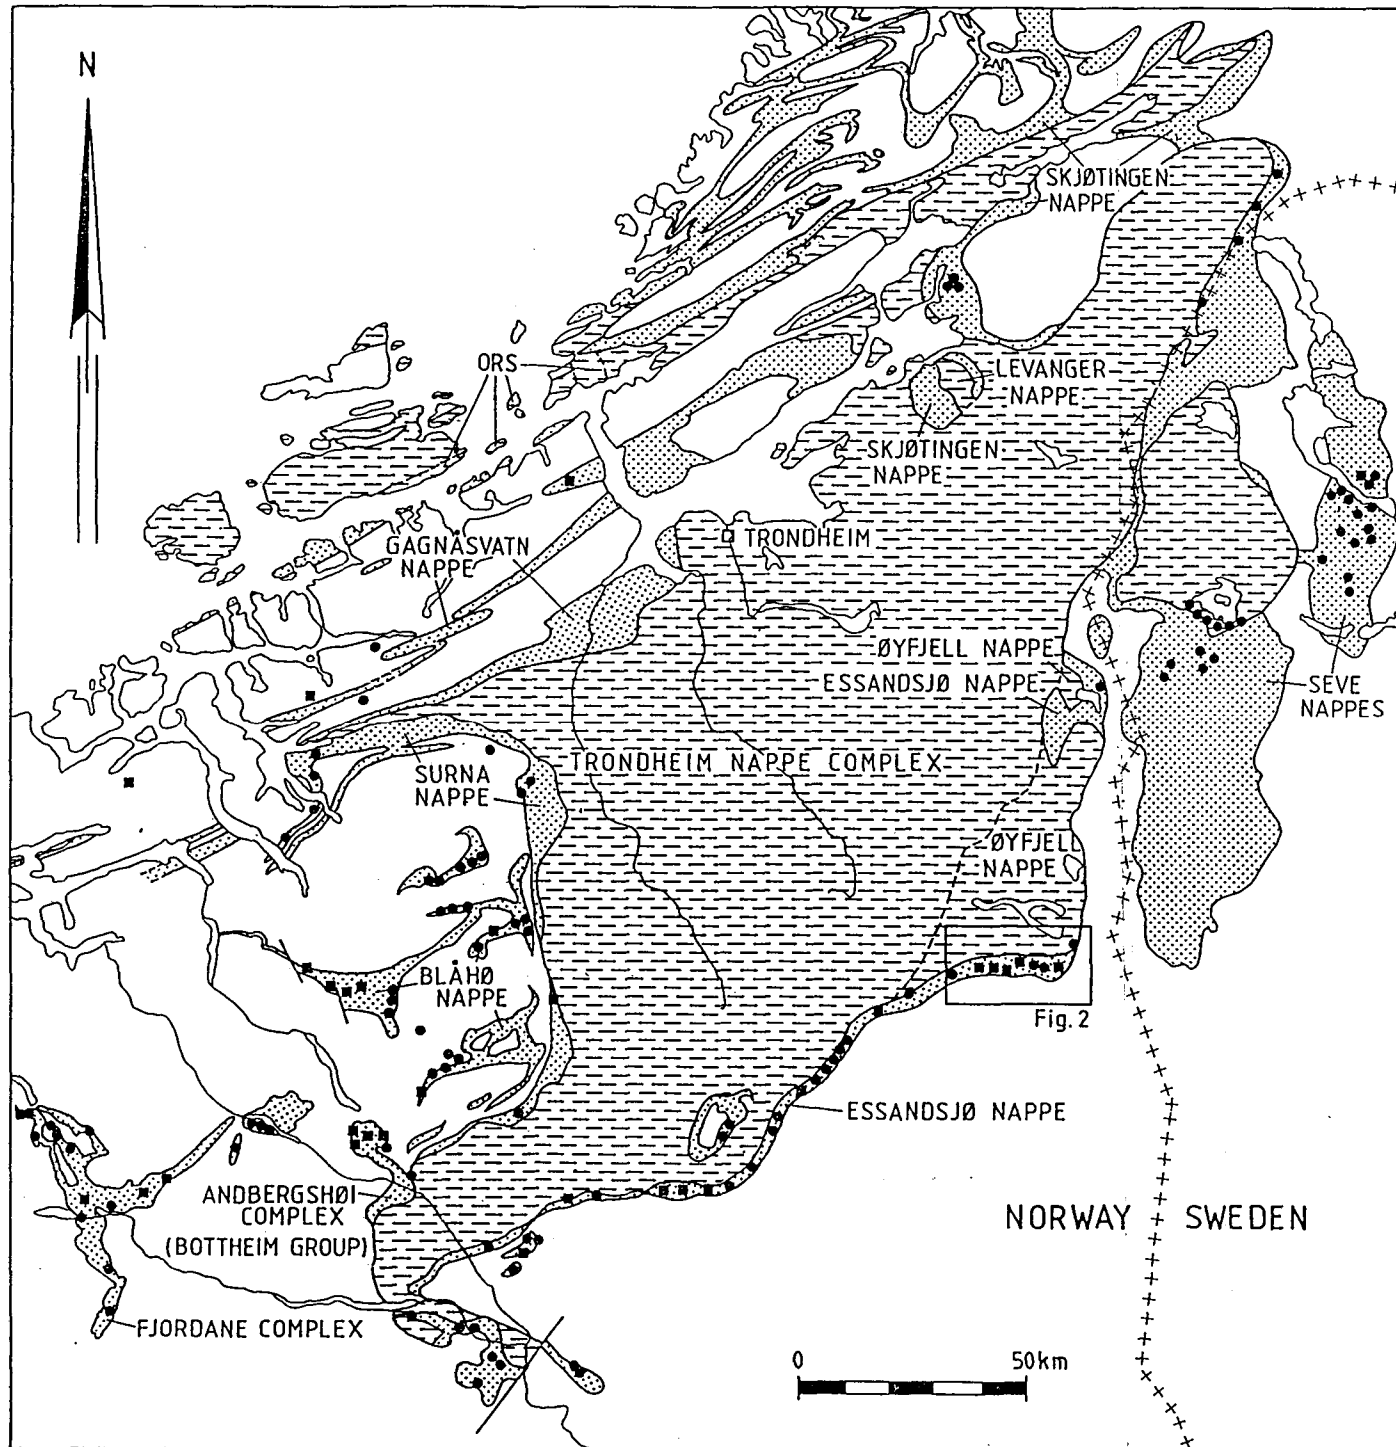 N
SKJØTINGEN
NAPPE
ORS
LEVANGER
NAPPE
SKJØTINGEN
NAPPE
TRONDHEIM
GAGNÅSVATN
NAPPE
ØYFJELL NAPPE
ESSANDSJØ NAPPE
SEVE
NAPPES
TRONDHEIM NAPPE COMPLEX
SURNA
NAPPE
ØYFJELL
NAPPE
BLÅHØ
NAPPE
Fig. 2
ESSANDSJØ NAPPE
ANDBERGSHØI
COMPLEX
(BOTTHEIM GROUP)
NORWAY
SWEDEN
FJORDANE COMPLEX
0
50km